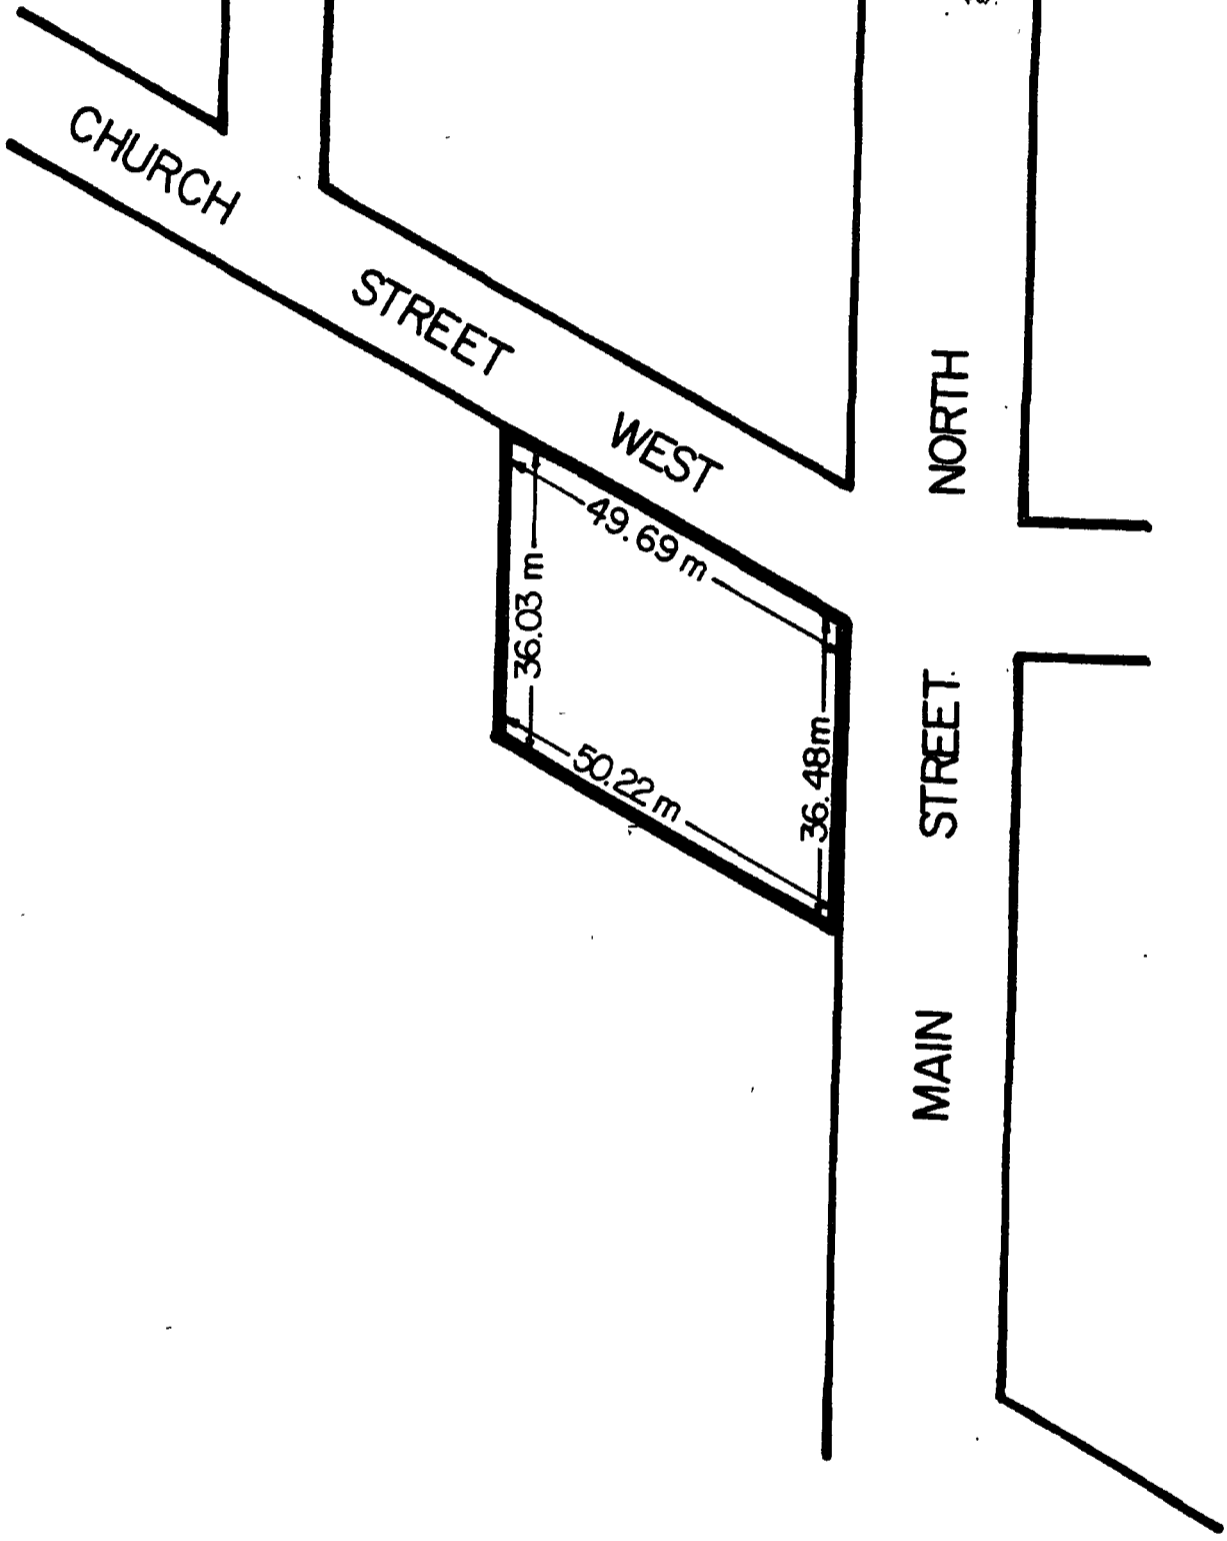 CHURCH STREET WEST
49.69 m
36.03 m
50.22 m
36.48m
MAIN STREET NORTH